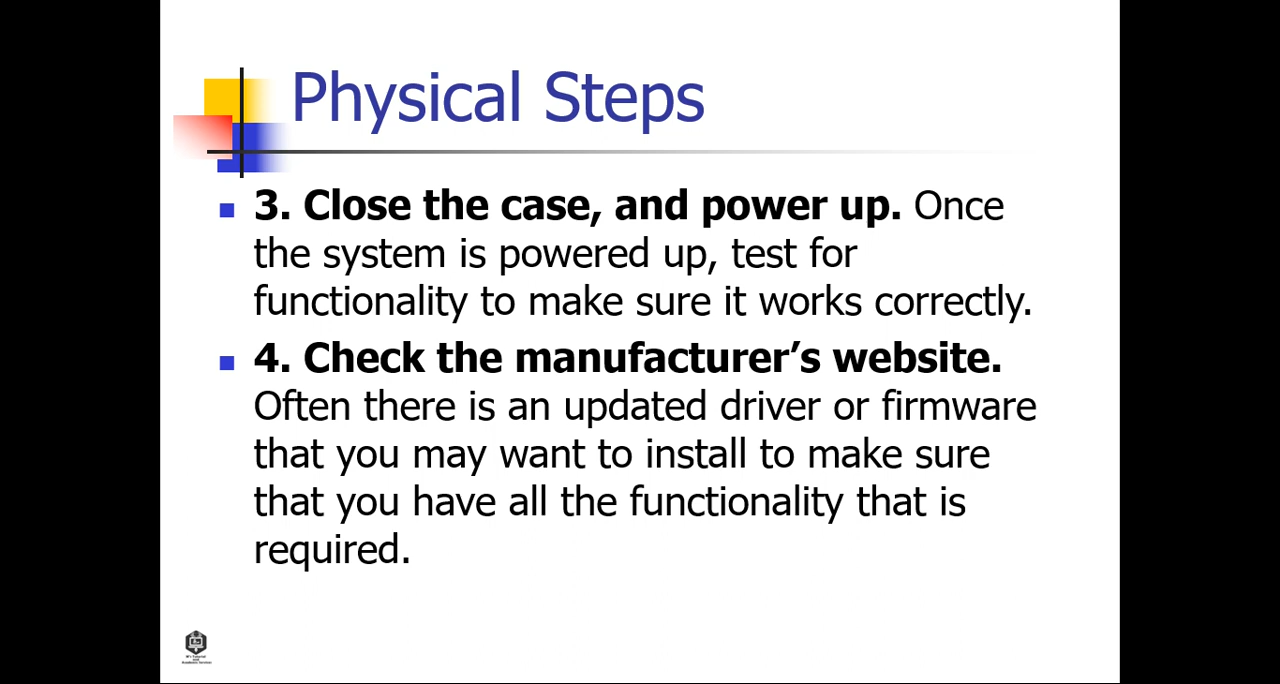 Physical Steps
3. Close the case, and power up. Once
the system is powered up, test for
functionality to make sure it works correctly.
4. Check the manufacturer’s website.
Often there is an updated driver or firmware
that you may want to install to make sure
that you have all the functionality that is
required.